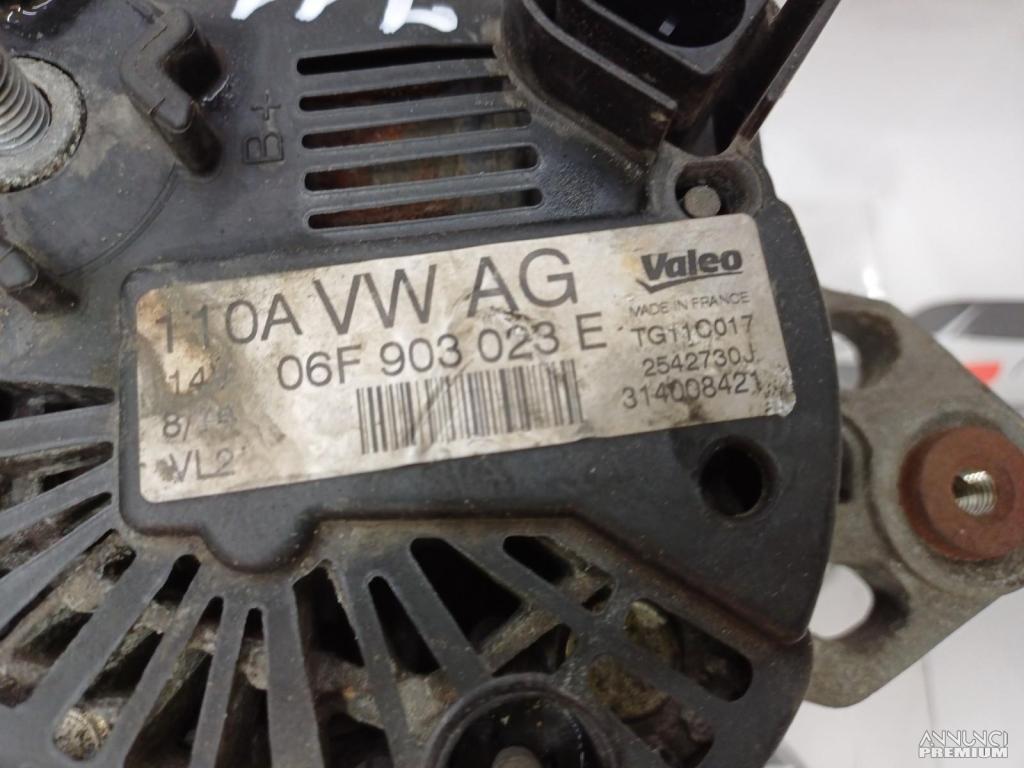 B+
110A VW AG
06F 903 023 E
Valeo
MADE IN FRANCE
TG11C017
2542730J
314008421
VL2
ANNUNCI
PREMIUM